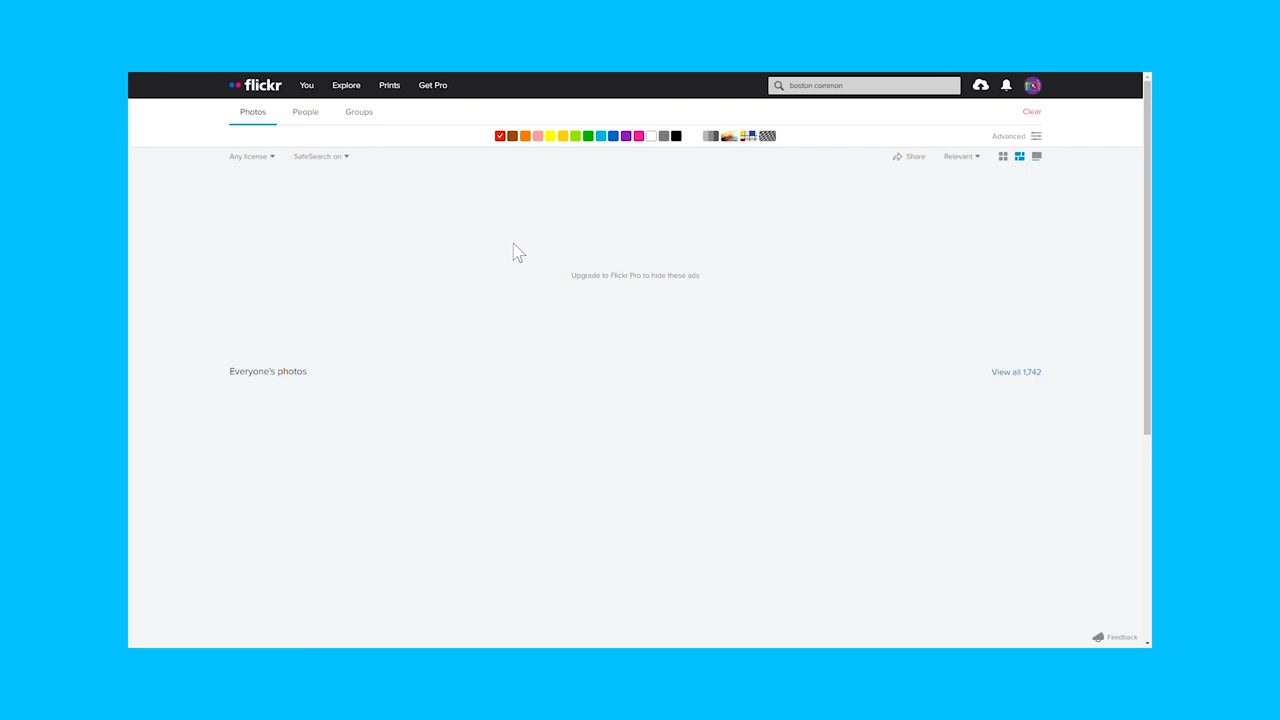 flickr You Explore Prints Get Pro boston common
Photos People Groups Clear
Advanced
Any license SafeSearch on Share Relevant
Upgrade to Flickr Pro to hide these ads
Everyone's photos View all 1,742
Feedback